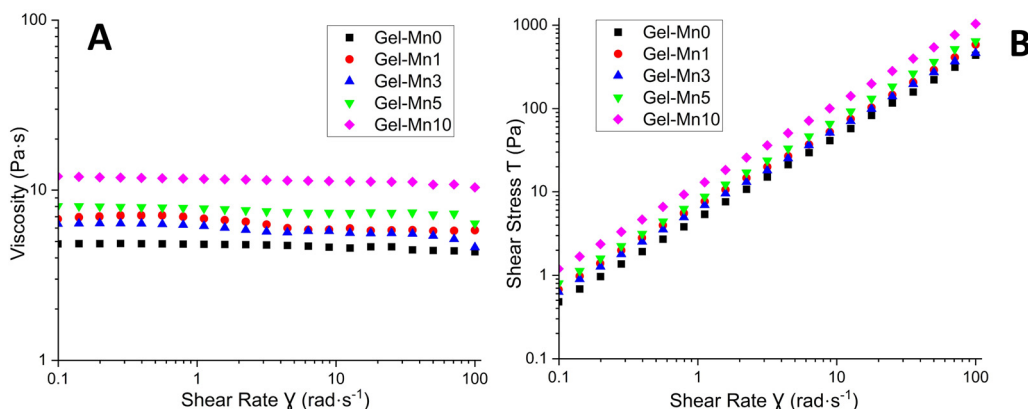 A
100
10
1
Viscosity (Pa·s)
Gel-Mn0
Gel-Mn1
Gel-Mn3
Gel-Mn5
Gel-Mn10
0.1 1 10 100
Shear Rate γ (rad·s⁻¹)
B
1000
100
10
1
0.1
Shear Stress Τ (Pa)
Gel-Mn0
Gel-Mn1
Gel-Mn3
Gel-Mn5
Gel-Mn10
0.1 1 10 100
Shear Rate γ (rad·s⁻¹)